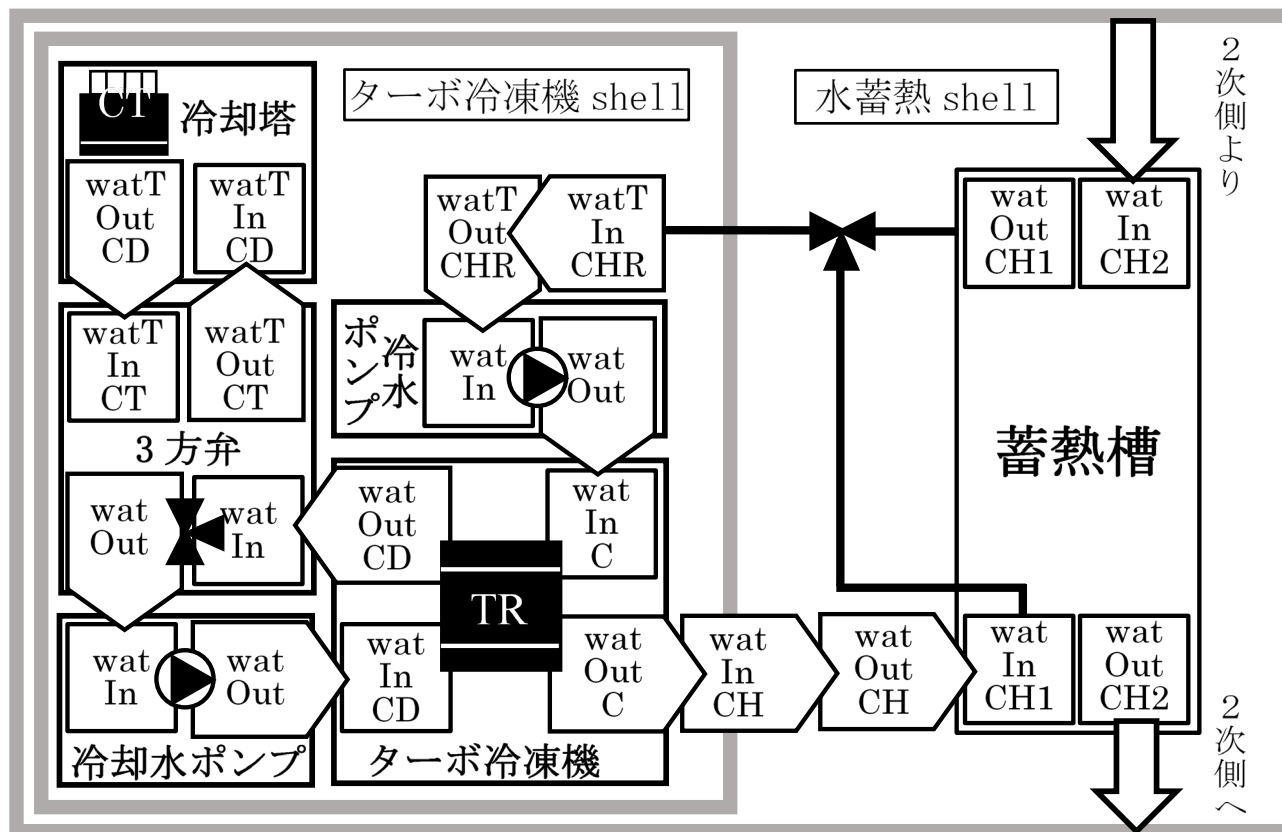 ターボ冷凍機 shell
水蓄熱 shell
2次側より
CT
冷却塔
watT
Out
CD
watT
In
CD
watT
Out
CHR
watT
In
CHR
wat
Out
CH1
wat
In
CH2
watT
In
CT
watT
Out
CT
3方弁
冷水
ポンプ
wat
In
wat
Out
蓄熱槽
wat
Out
wat
In
wat
Out
CD
wat
In
C
TR
wat
In
wat
Out
冷却水ポンプ
wat
In
CD
wat
Out
C
ターボ冷凍機
wat
In
CH
wat
Out
CH
wat
In
CH1
wat
Out
CH2
2次側へ